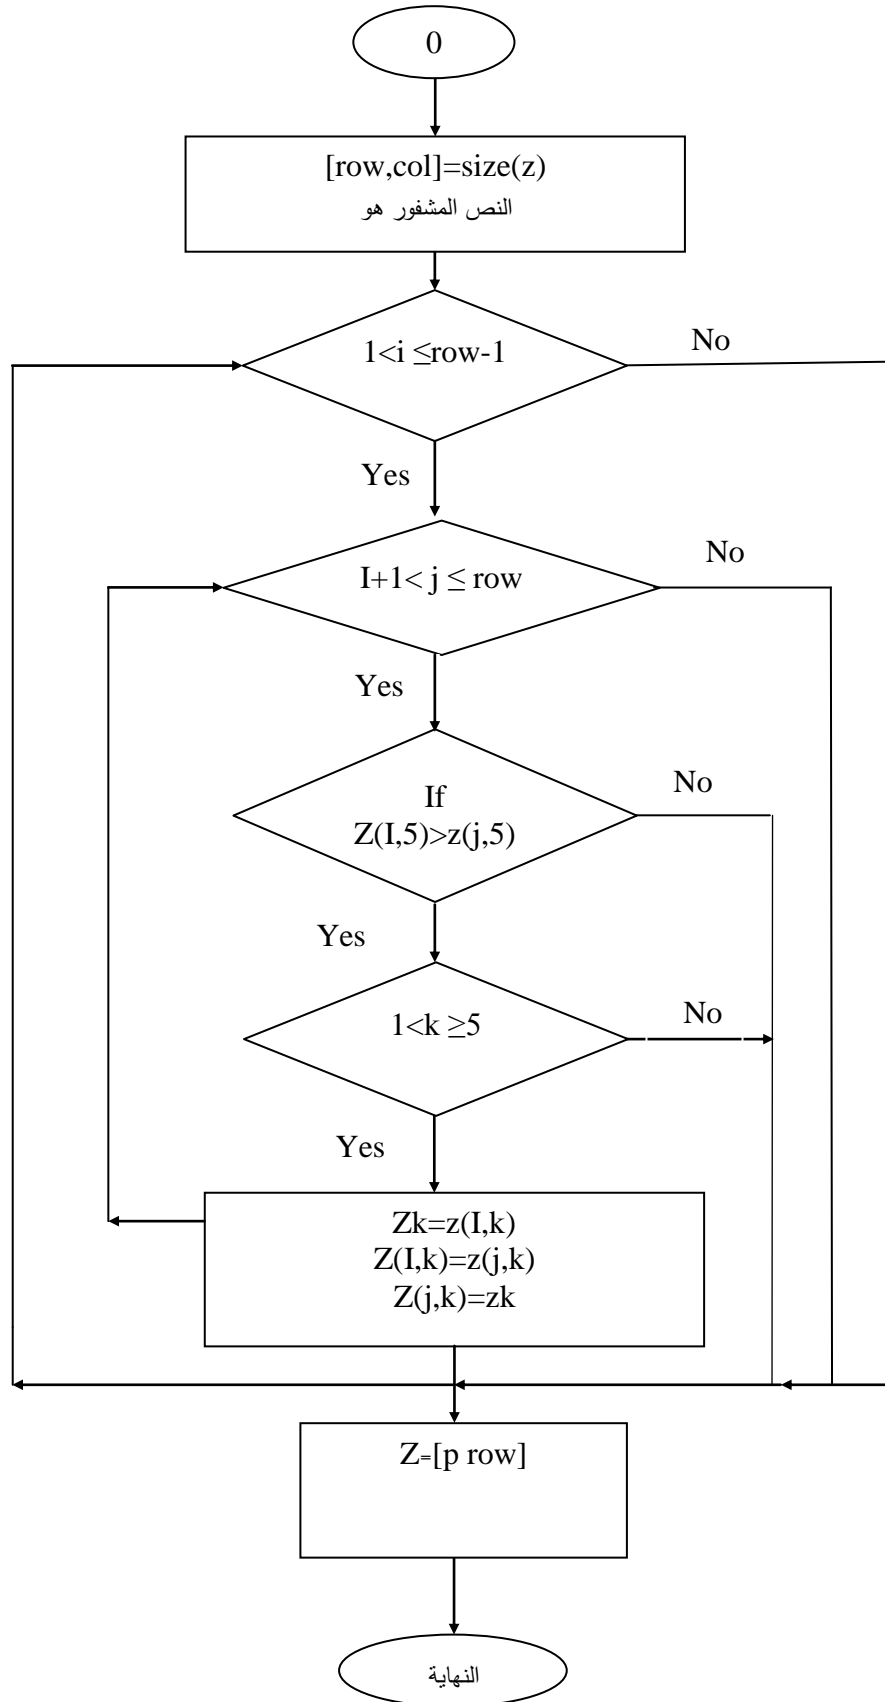 0
[row,col]=size(z)
النص المشفور هو
1<i ≤row-1
No
Yes
I+1< j ≤ row
No
Yes
If
Z(I,5)>z(j,5)
No
Yes
1<k ≥5
No
Yes
Zk=z(I,k)
Z(I,k)=z(j,k)
Z(j,k)=zk
Z=[p row]
النهاية